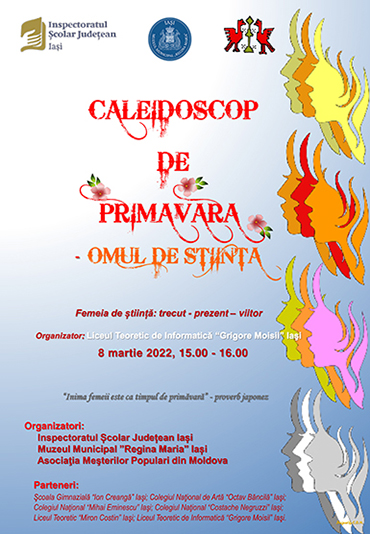 Inspectoratul
Școlar Județean
Iași
IAȘI
CALEIDOSCOP
DE
PRIMAVARA
- OMUL DE STIINTA
Femeia de știință: trecut - prezent – viitor
Organizator: Liceul Teoretic de Informatică "Grigore Moisil" Iași
8 martie 2022, 15.00 - 16.00
"Inima femeii este ca timpul de primăvară" - proverb japonez
Organizatori:
Inspectoratul Școlar Județean Iași
Muzeul Municipal "Regina Maria" Iași
Asociația Meșterilor Populari din Moldova
Parteneri:
Școala Gimnazială "Ion Creangă" Iași; Colegiul Național de Artă "Octav Băncilă" Iași;
Colegiul Național "Mihai Eminescu" Iași; Colegiul Național "Costache Negruzzi" Iași;
Liceul Teoretic "Miron Costin" Iași; Liceul Teoretic de Informatică "Grigore Moisil" Iași.